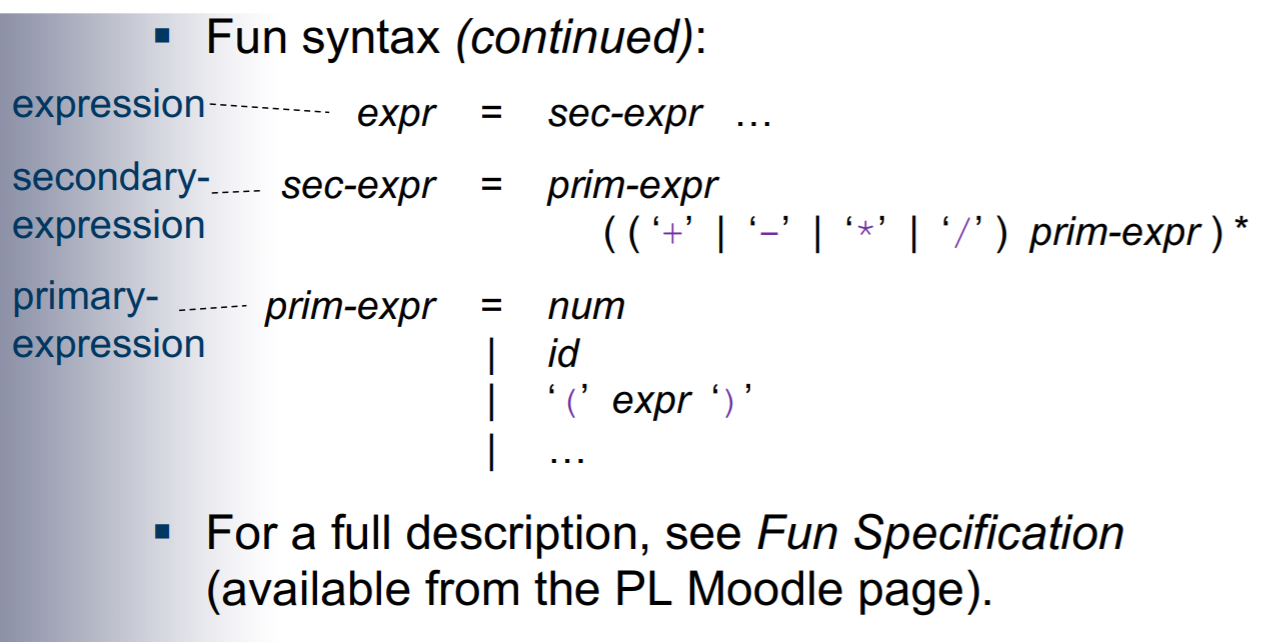 ▪ Fun syntax (continued):
expression expr = sec-expr …
secondary- sec-expr = prim-expr
expression ( ( ‘+’ | ‘-’ | ‘*’ | ‘/’ ) prim-expr ) *
primary- prim-expr = num
expression | id
| ‘(’ expr ‘)’
| …
▪ For a full description, see Fun Specification
(available from the PL Moodle page).